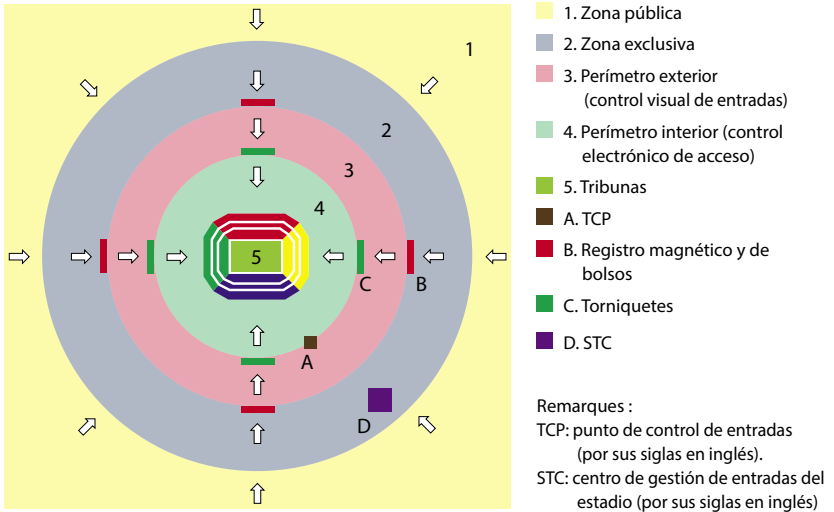 1
2
3
4
5
C
B
A
D
1. Zona pública
2. Zona exclusiva
3. Perímetro exterior
(control visual de entradas)
4. Perímetro interior (control
electrónico de acceso)
5. Tribunas
A. TCP
B. Registro magnético y de
bolsos
C. Torniquetes
D. STC
Remarques :
TCP: punto de control de entradas
(por sus siglas en inglés).
STC: centro de gestión de entradas del
estadio (por sus siglas en inglés)